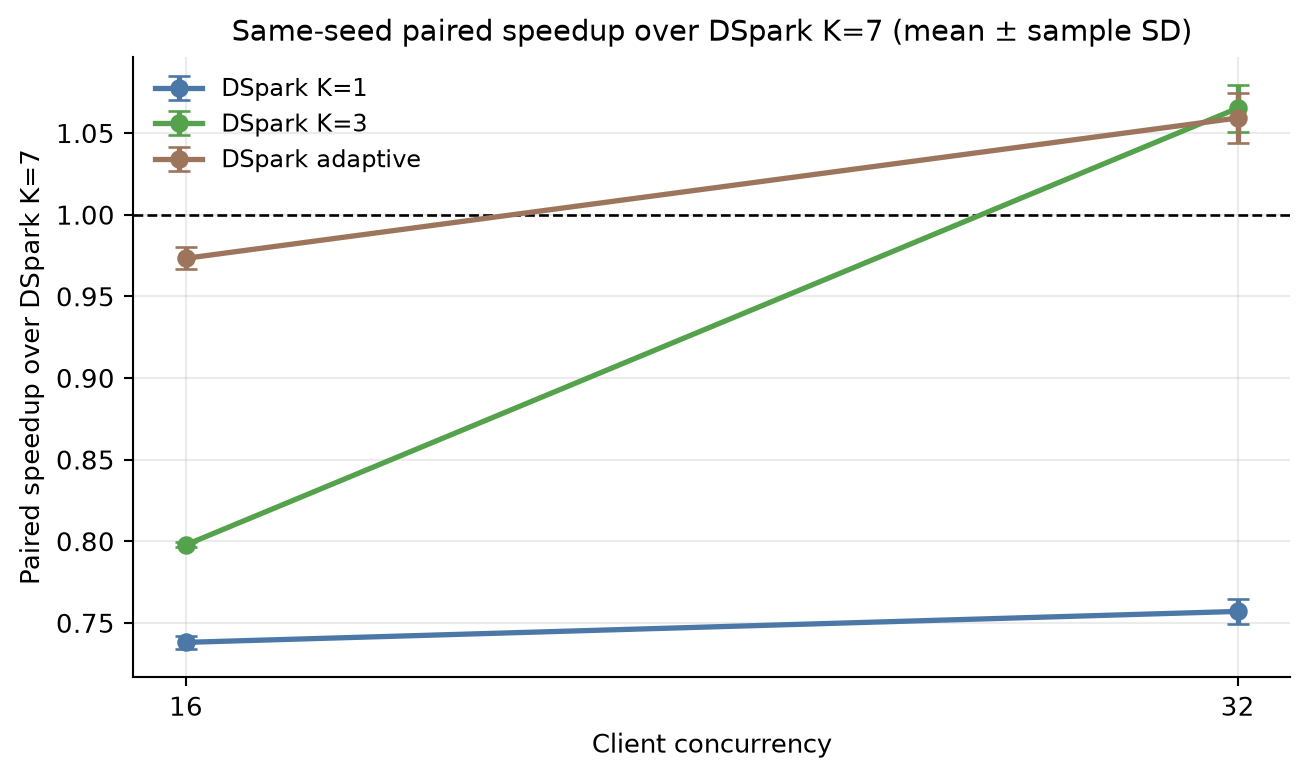 Same-seed paired speedup over DSpark K=7 (mean ± sample SD)
DSpark K=1
DSpark K=3
DSpark adaptive
Paired speedup over DSpark K=7
1.05
1.00
0.95
0.90
0.85
0.80
0.75
16
32
Client concurrency